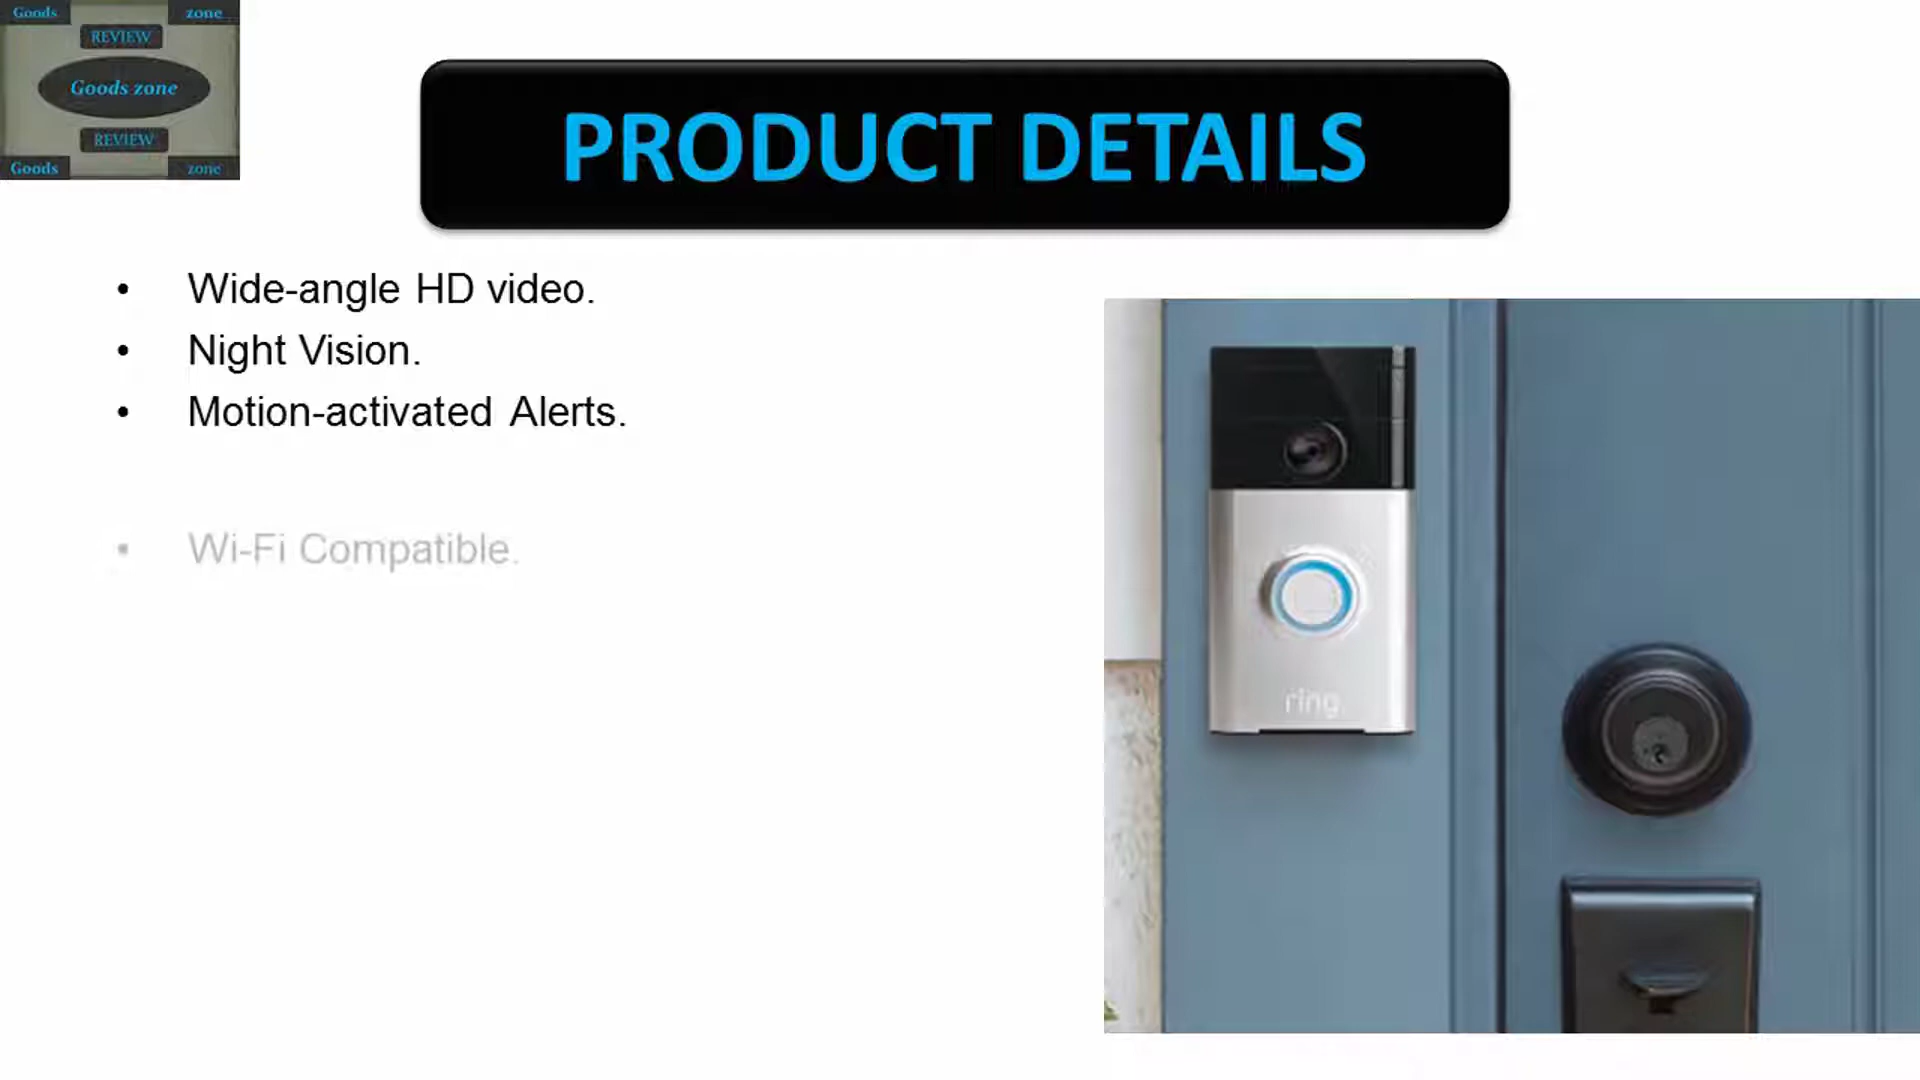 Goods zone
REVIEW
Goods zone
REVIEW
Goods zone
PRODUCT DETAILS
• Wide-angle HD video.
• Night Vision.
• Motion-activated Alerts.
• Wi-Fi Compatible.
ring